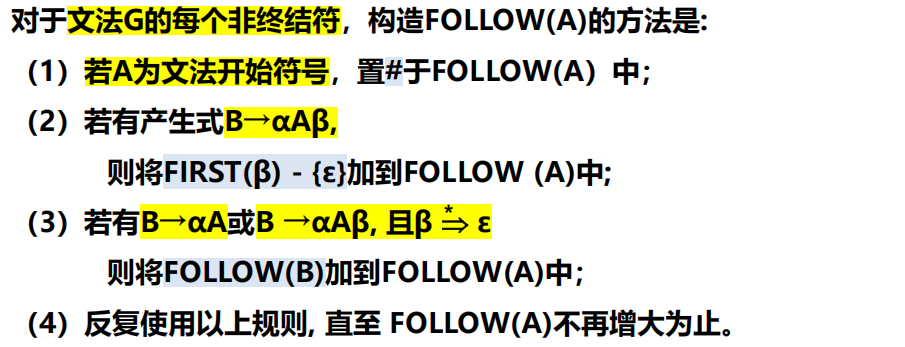 对于文法G的每个非终结符，构造FOLLOW(A)的方法是:
（1）若A为文法开始符号，置#于FOLLOW(A）中；
（2）若有产生式B→αAβ,
则将FIRST(β) - {ε}加到FOLLOW (A)中;
（3）若有B→αA或B →αAβ, 且β ⇒* ε
则将FOLLOW(B)加到FOLLOW(A)中；
（4）反复使用以上规则, 直至 FOLLOW(A)不再增大为止。